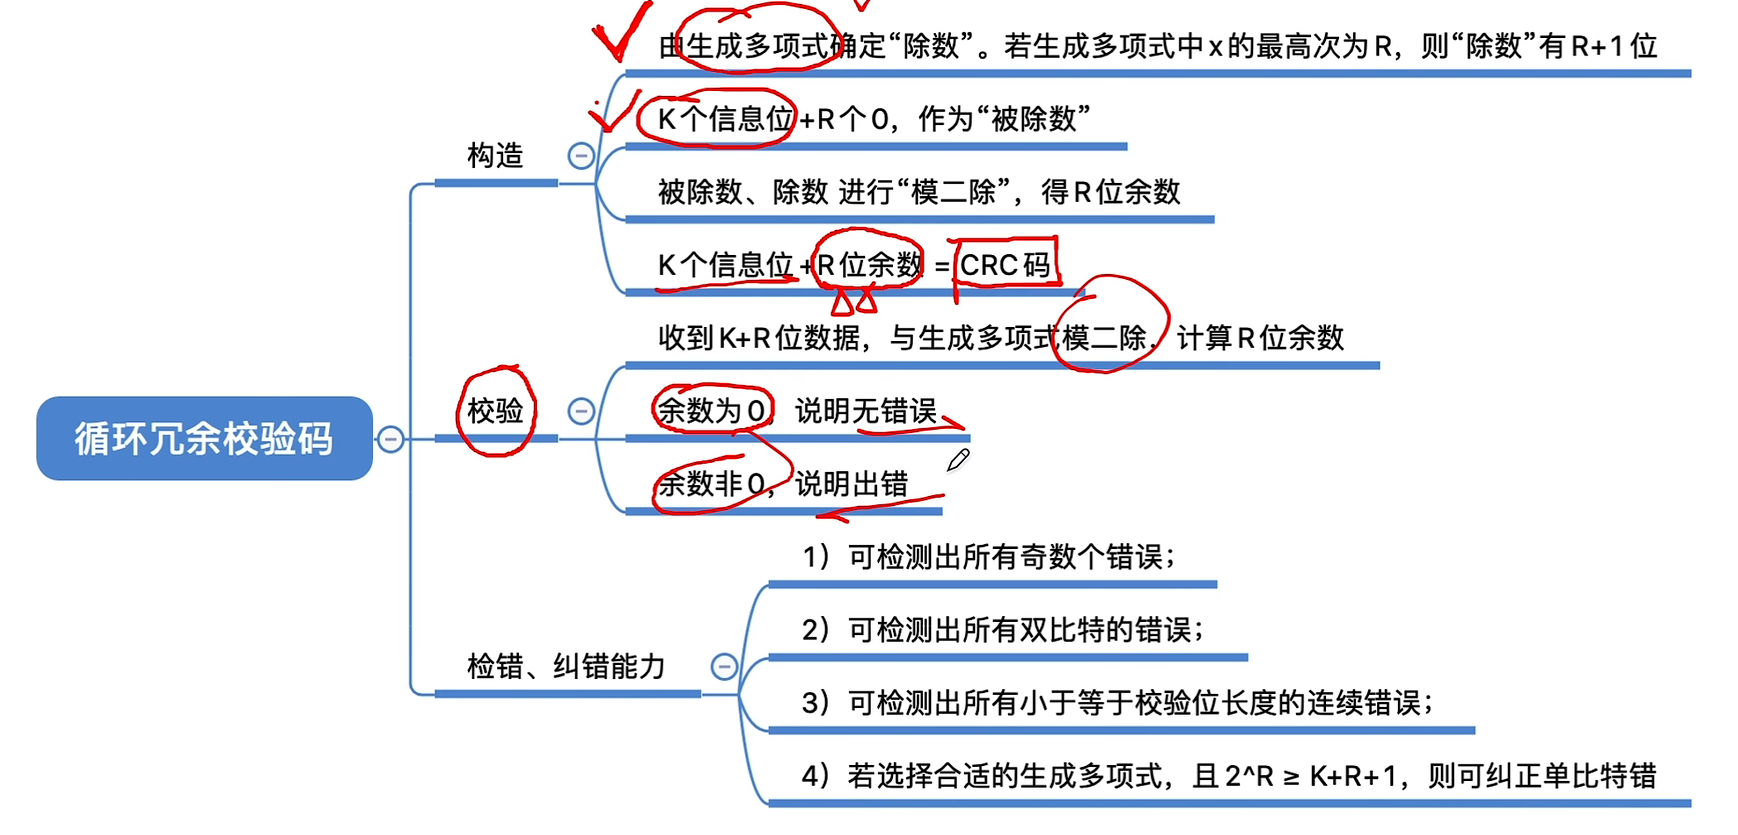 由生成多项式确定“除数”。若生成多项式中x的最高次为R，则“除数”有R+1位
K个信息位+R个0，作为“被除数”
构造
被除数、除数 进行“模二除”，得R位余数
K个信息位+R位余数 = CRC码
收到K+R位数据，与生成多项式模二除，计算R位余数
校验
余数为0，说明无错误
循环冗余校验码
余数非0，说明出错
1）可检测出所有奇数个错误；
2）可检测出所有双比特的错误；
检错、纠错能力
3）可检测出所有小于等于校验位长度的连续错误；
4）若选择合适的生成多项式，且2^R ≥ K+R+1，则可纠正单比特错